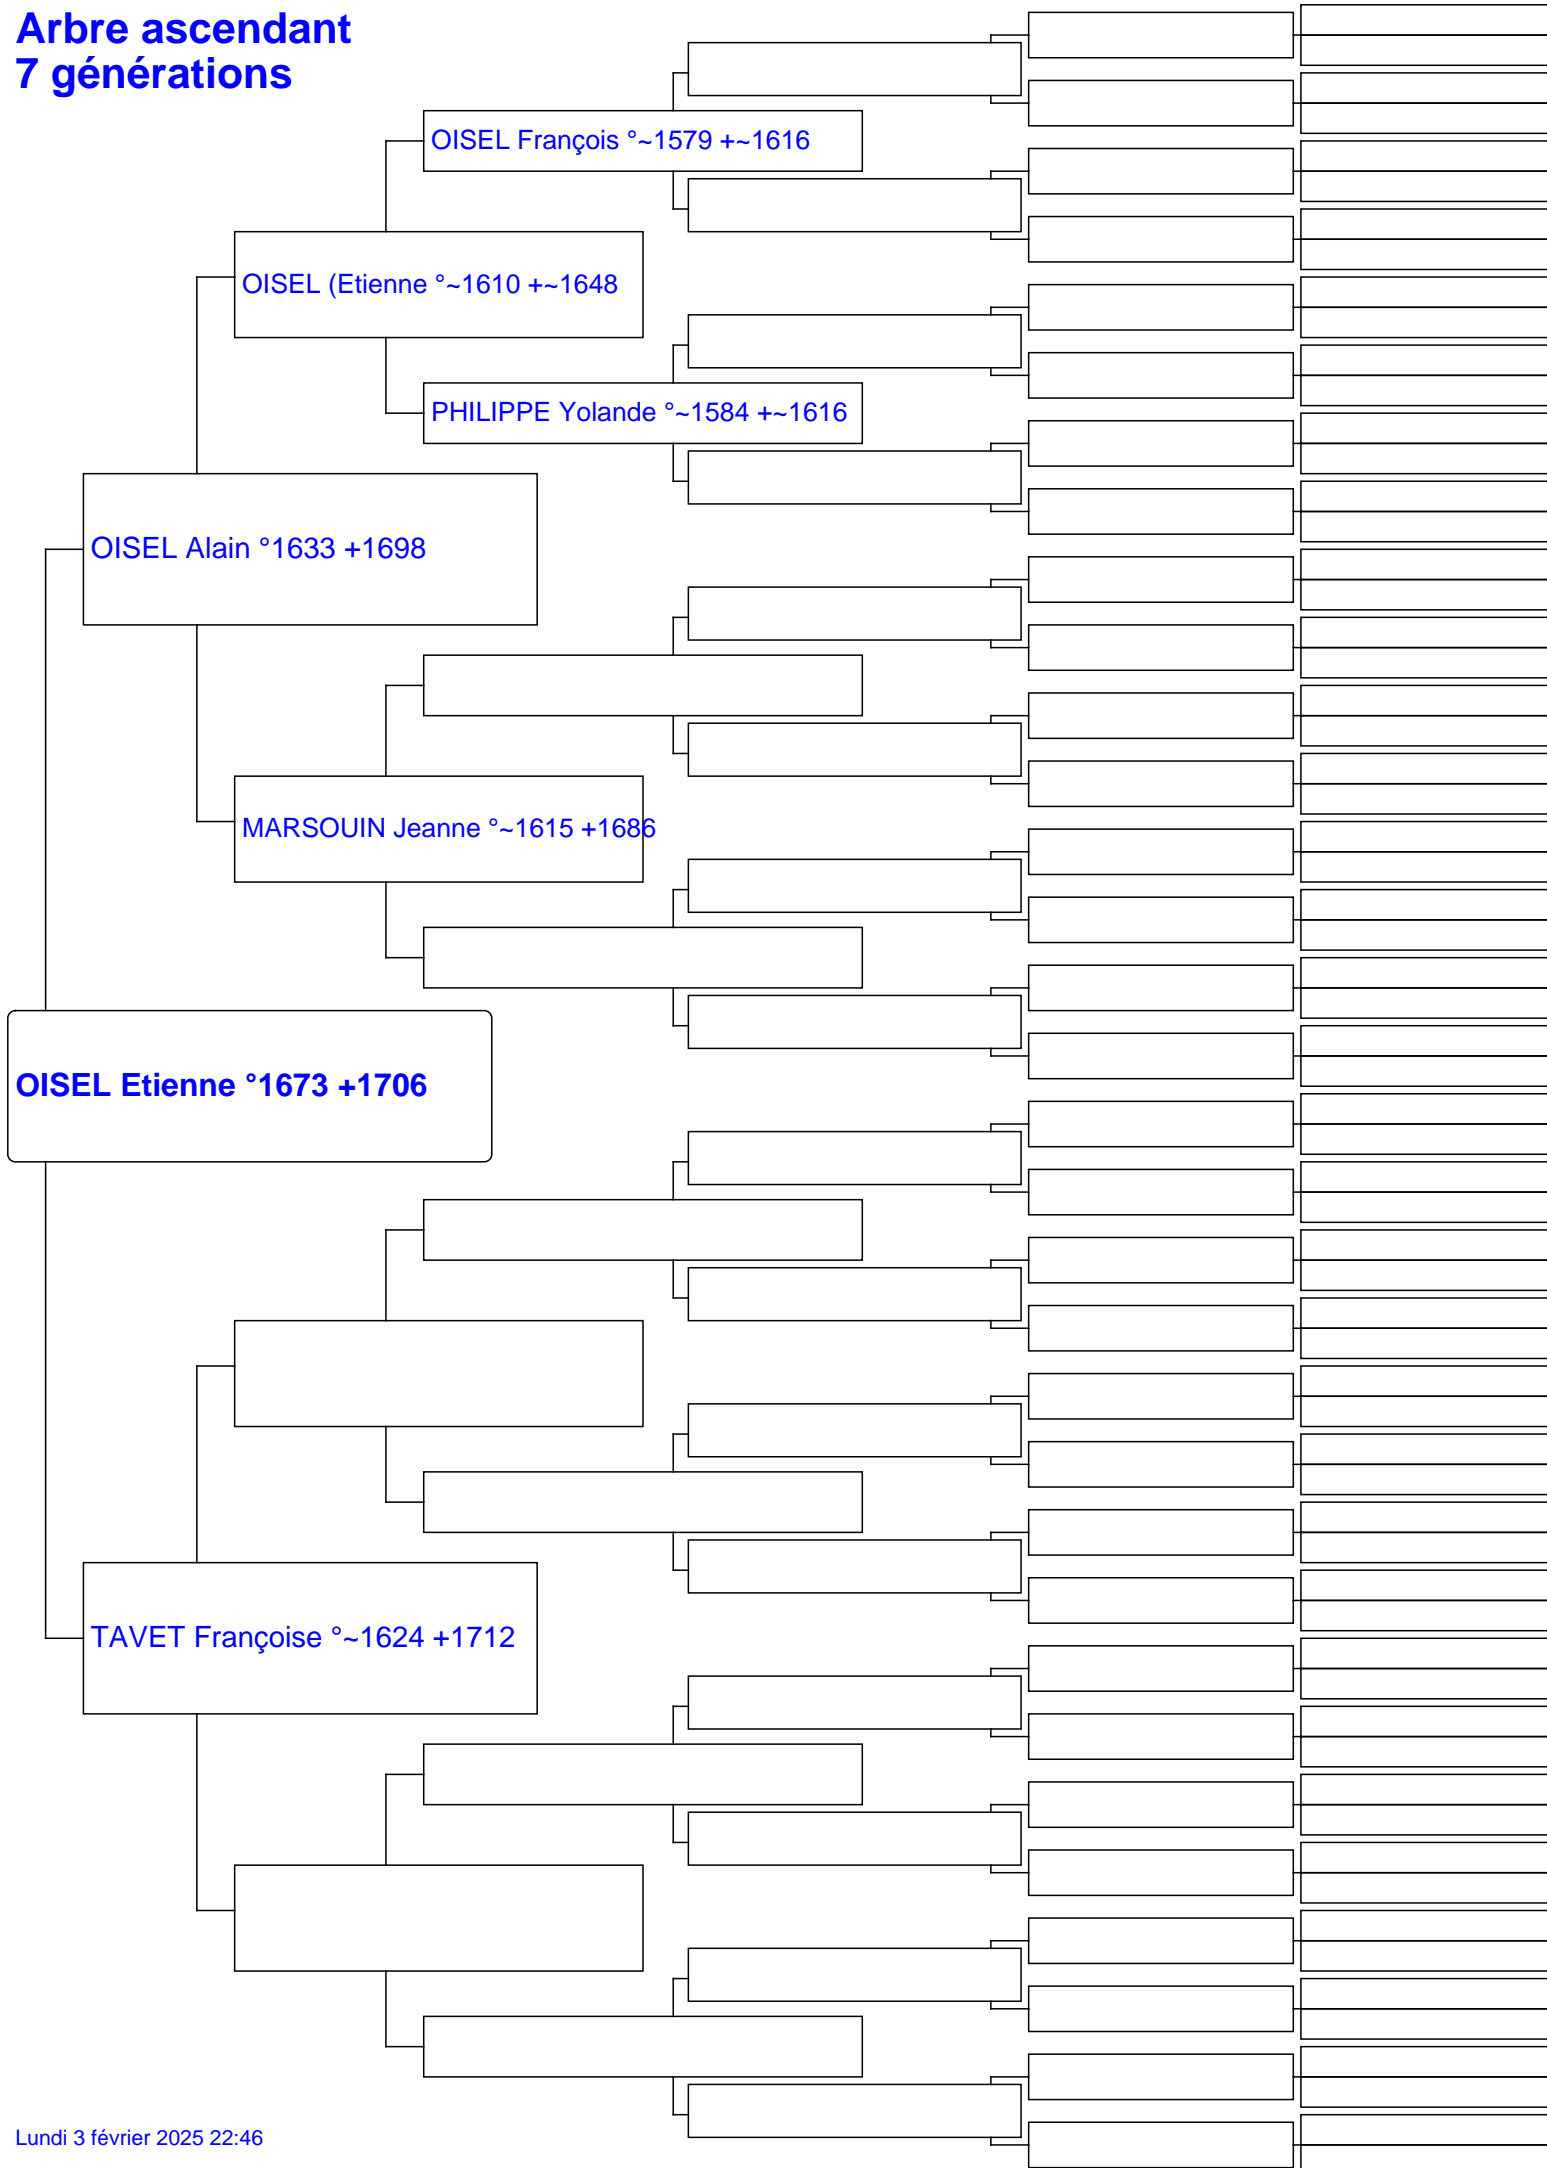 Arbre ascendant
7 générations
OISEL François °~1579 +~1616
OISEL (Etienne °~1610 +~1648
PHILIPPE Yolande °~1584 +~1616
OISEL Alain °1633 +1698
MARSOUIN Jeanne °~1615 +1686
OISEL Etienne °1673 +1706
TAVET Françoise °~1624 +1712
Lundi 3 février 2025 22:46